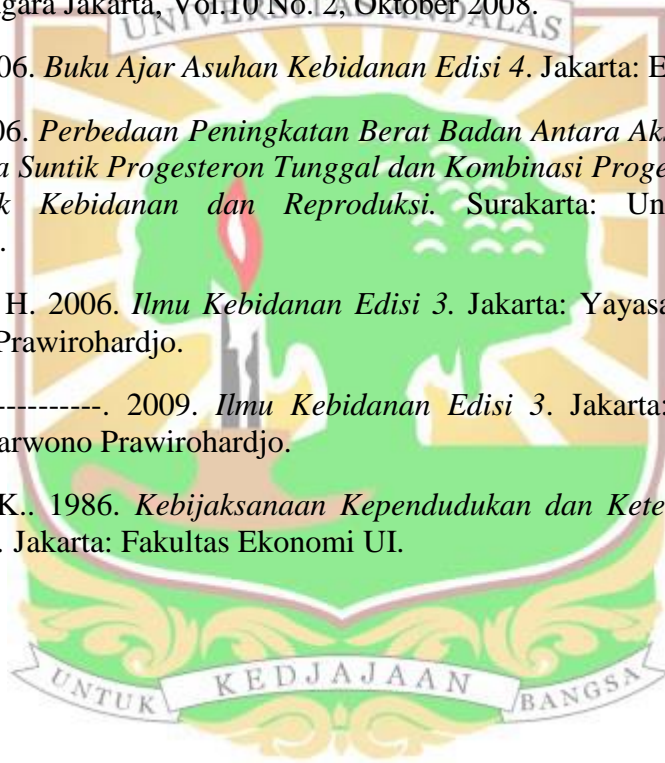 gara Jakarta, Vol.10 No. 2, Oktober 2008.
UNIVERSITAS ANDALAS
06. Buku Ajar Asuhan Kebidanan Edisi 4. Jakarta: E
06. Perbedaan Peningkatan Berat Badan Antara Ak
a Suntik Progesteron Tunggal dan Kombinasi Proge
k Kebidanan dan Reproduksi. Surakarta: Un
.
H. 2006. Ilmu Kebidanan Edisi 3. Jakarta: Yayasa
Prawirohardjo.
----------. 2009. Ilmu Kebidanan Edisi 3. Jakarta:
arwono Prawirohardjo.
K.. 1986. Kebijaksanaan Kependudukan dan Kete
. Jakarta: Fakultas Ekonomi UI.
UNTUK KEDJAJAAN BANGSA